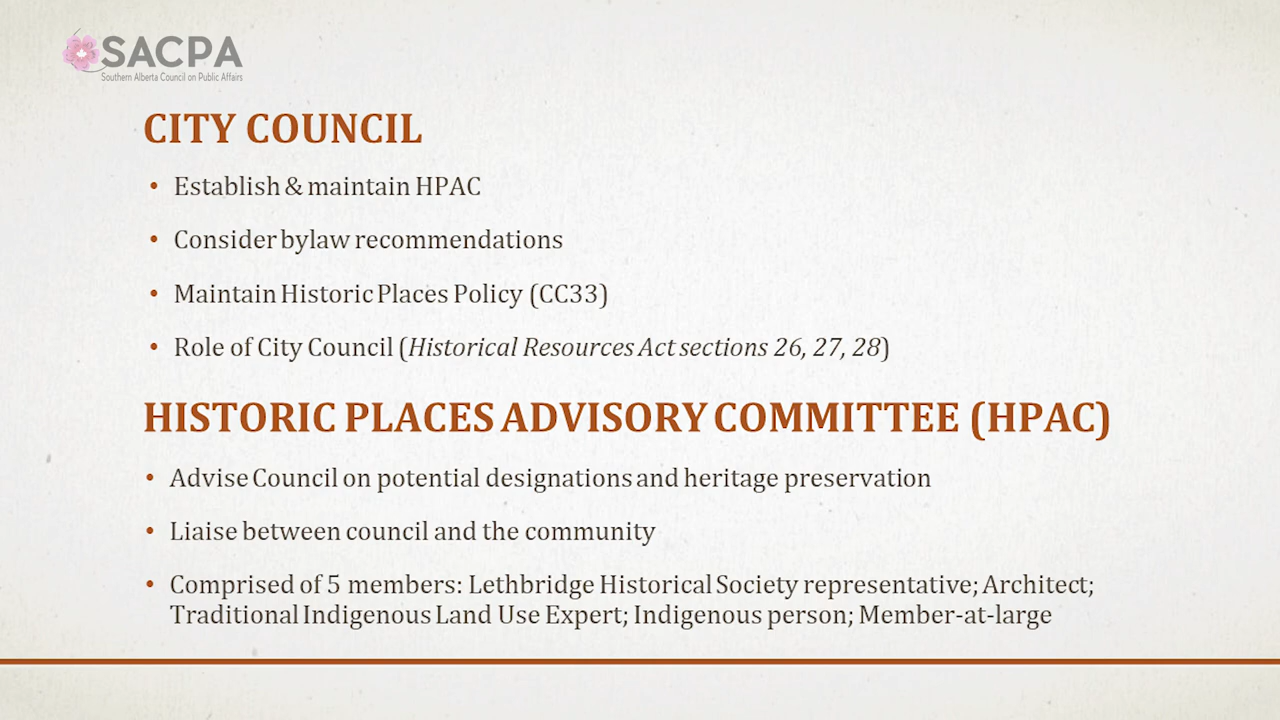 SACPA
Southern Alberta Council on Public Affairs
CITY COUNCIL
• Establish & maintain HPAC
• Consider bylaw recommendations
• Maintain Historic Places Policy (CC33)
• Role of City Council (Historical Resources Act sections 26, 27, 28)
HISTORIC PLACES ADVISORY COMMITTEE (HPAC)
• Advise Council on potential designations and heritage preservation
• Liaise between council and the community
• Comprised of 5 members: Lethbridge Historical Society representative; Architect;
Traditional Indigenous Land Use Expert; Indigenous person; Member-at-large